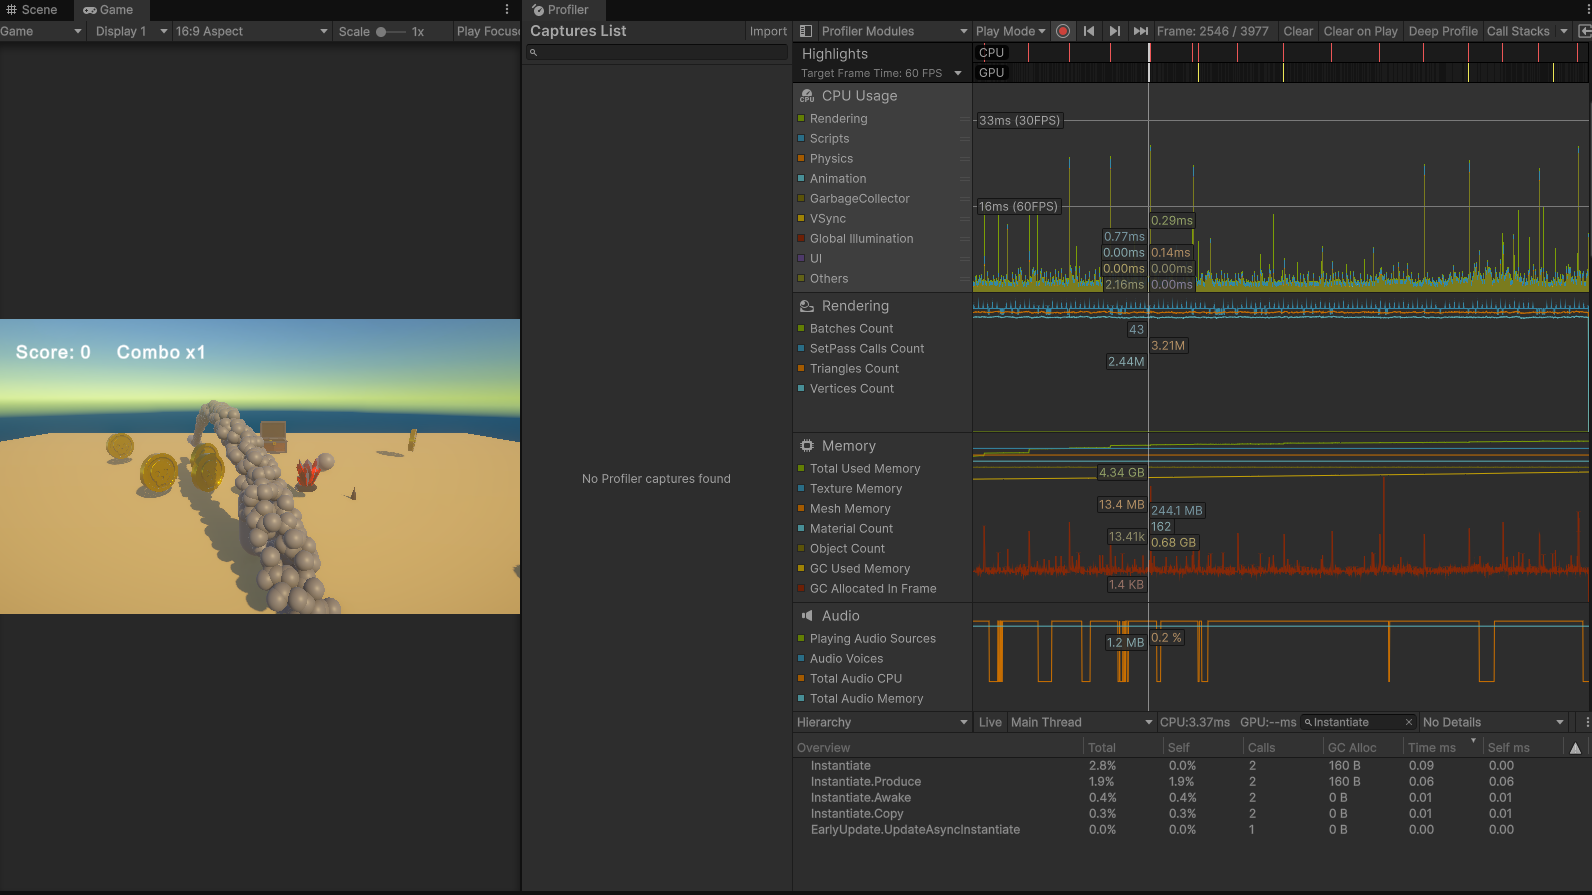 Scene
Game
Game
Display 1
16:9 Aspect
Scale
1x
Play Focus
Score: 0 Combo x1
Profiler
Captures List
Import
No Profiler captures found
Profiler Modules
Play Mode
Frame: 2546 / 3977
Clear
Clear on Play
Deep Profile
Call Stacks
Highlights
Target Frame Time: 60 FPS
CPU
GPU
CPU Usage
Rendering
Scripts
Physics
Animation
GarbageCollector
VSync
Global Illumination
UI
Others
33ms (30FPS)
16ms (60FPS)
0.29ms
0.77ms
0.00ms
0.14ms
0.00ms
0.00ms
2.16ms
0.00ms
Rendering
Batches Count
SetPass Calls Count
Triangles Count
Vertices Count
43
3.21M
2.44M
Memory
Total Used Memory
Texture Memory
Mesh Memory
Material Count
Object Count
GC Used Memory
GC Allocated In Frame
4.34 GB
13.4 MB
244.1 MB
162
13.41k
0.68 GB
1.4 KB
Audio
Playing Audio Sources
Audio Voices
Total Audio CPU
Total Audio Memory
1.2 MB
0.2 %
Hierarchy
Live
Main Thread
CPU:3.37ms
GPU:--ms
Instantiate
No Details
Overview Total Self Calls GC Alloc Time ms Self ms
Instantiate 2.8% 0.0% 2 160 B 0.09 0.00
Instantiate.Produce 1.9% 1.9% 2 160 B 0.06 0.06
Instantiate.Awake 0.4% 0.4% 2 0 B 0.01 0.01
Instantiate.Copy 0.3% 0.3% 2 0 B 0.01 0.01
EarlyUpdate.UpdateAsyncInstantiate 0.0% 0.0% 1 0 B 0.00 0.00